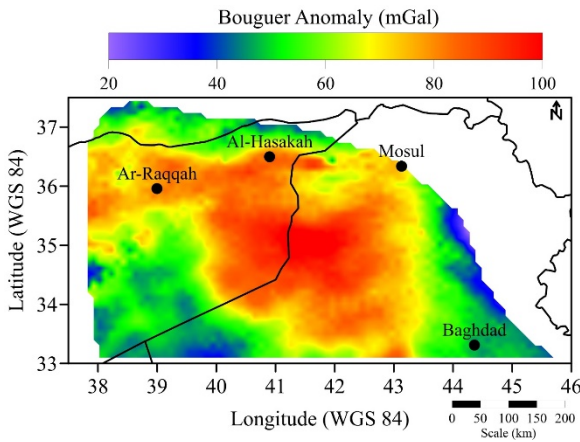 Bouguer Anomaly (mGal)
20 40 60 80 100
N
37
36
35
34
33
Latitude (WGS 84)
Al-Hasakah
Mosul
Ar-Raqqah
Baghdad
38 39 40 41 42 43 44 45 46
Longitude (WGS 84)
0 50 100 150 200
Scale (km)